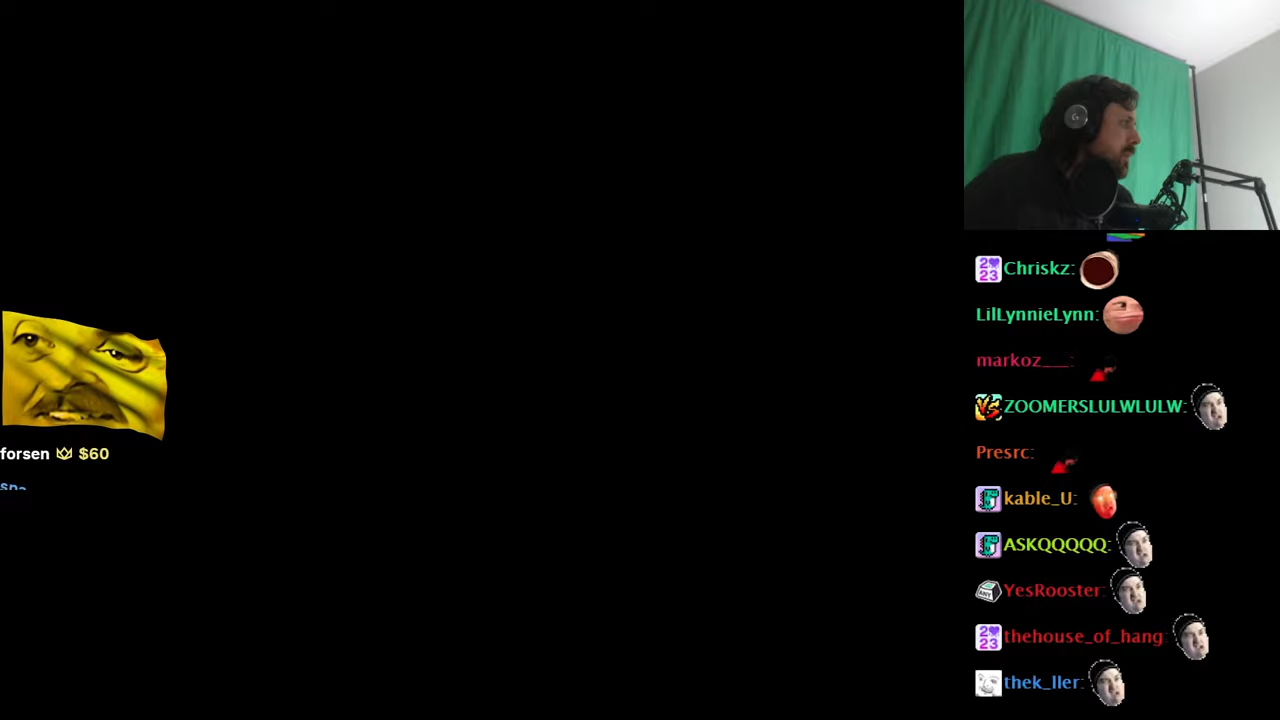 Chriskz:
LilLynnieLynn:
markoz___:
ZOOMERSLULWLULW:
forsen $60
Presrc:
kable_U:
ASKQQQQQ:
YesRooster:
thehouse_of_hang
thek_ller: